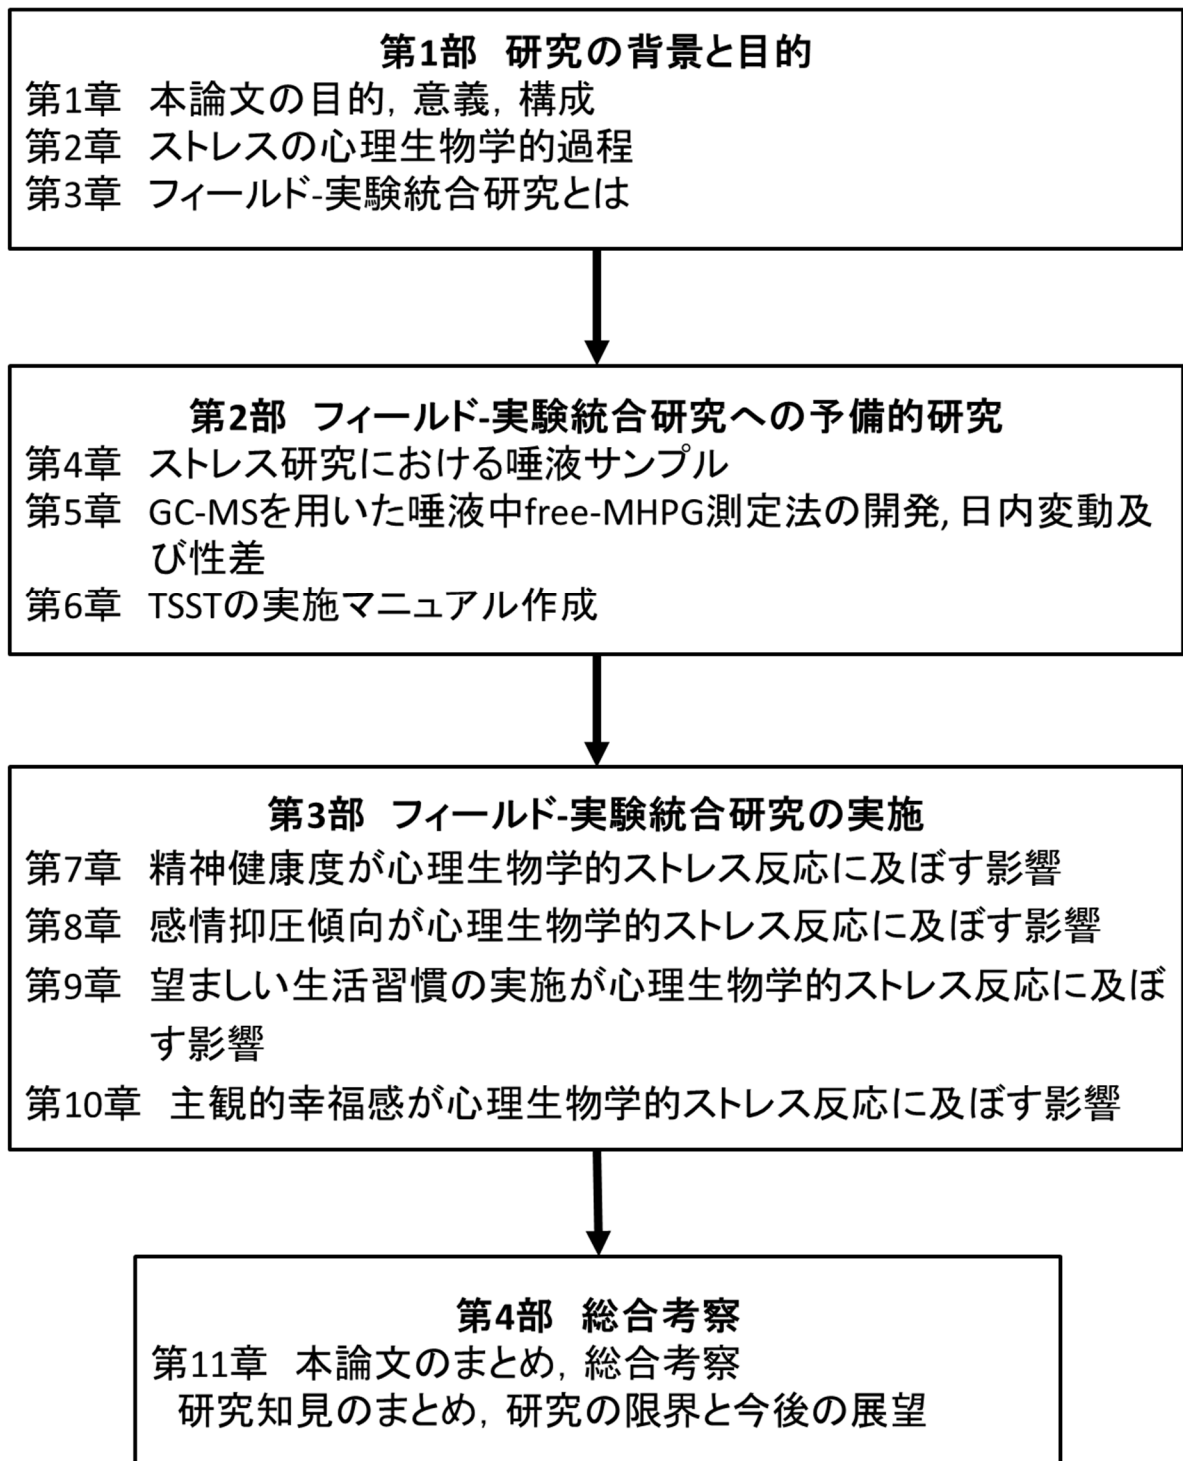 第1部　研究の背景と目的
第1章　本論文の目的，意義，構成
第2章　ストレスの心理生物学的過程
第3章　フィールド-実験統合研究とは
第2部　フィールド-実験統合研究への予備的研究
第4章　ストレス研究における唾液サンプル
第5章　GC-MSを用いた唾液中free-MHPG測定法の開発，日内変動及
び性差
第6章　TSSTの実施マニュアル作成
第3部　フィールド-実験統合研究の実施
第7章　精神健康度が心理生物学的ストレス反応に及ぼす影響
第8章　感情抑圧傾向が心理生物学的ストレス反応に及ぼす影響
第9章　望ましい生活習慣の実施が心理生物学的ストレス反応に及ぼ
す影響
第10章　主観的幸福感が心理生物学的ストレス反応に及ぼす影響
第4部　総合考察
第11章　本論文のまとめ，総合考察
研究知見のまとめ，研究の限界と今後の展望